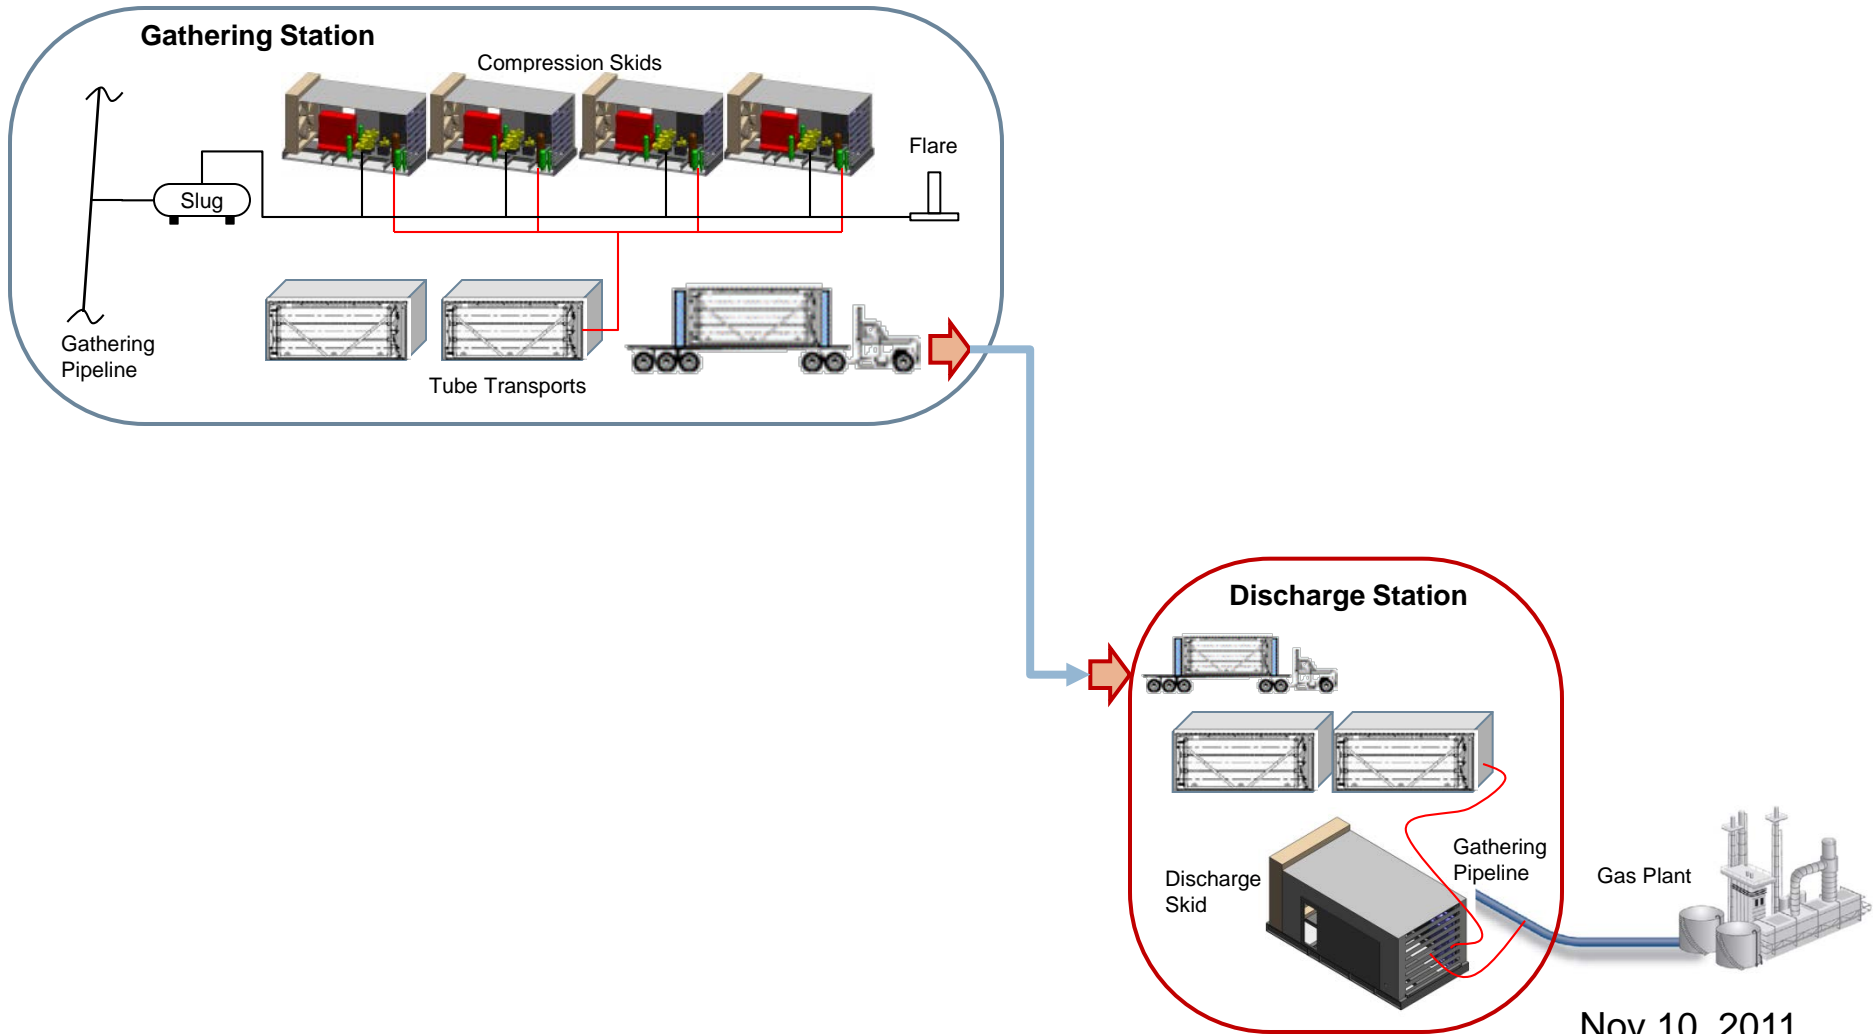 Gathering Station
Compression Skids
Flare
Slug
Gathering
Pipeline
Tube Transports
Discharge Station
Gathering
Pipeline
Discharge
Skid
Gas Plant
Nov 10, 2011